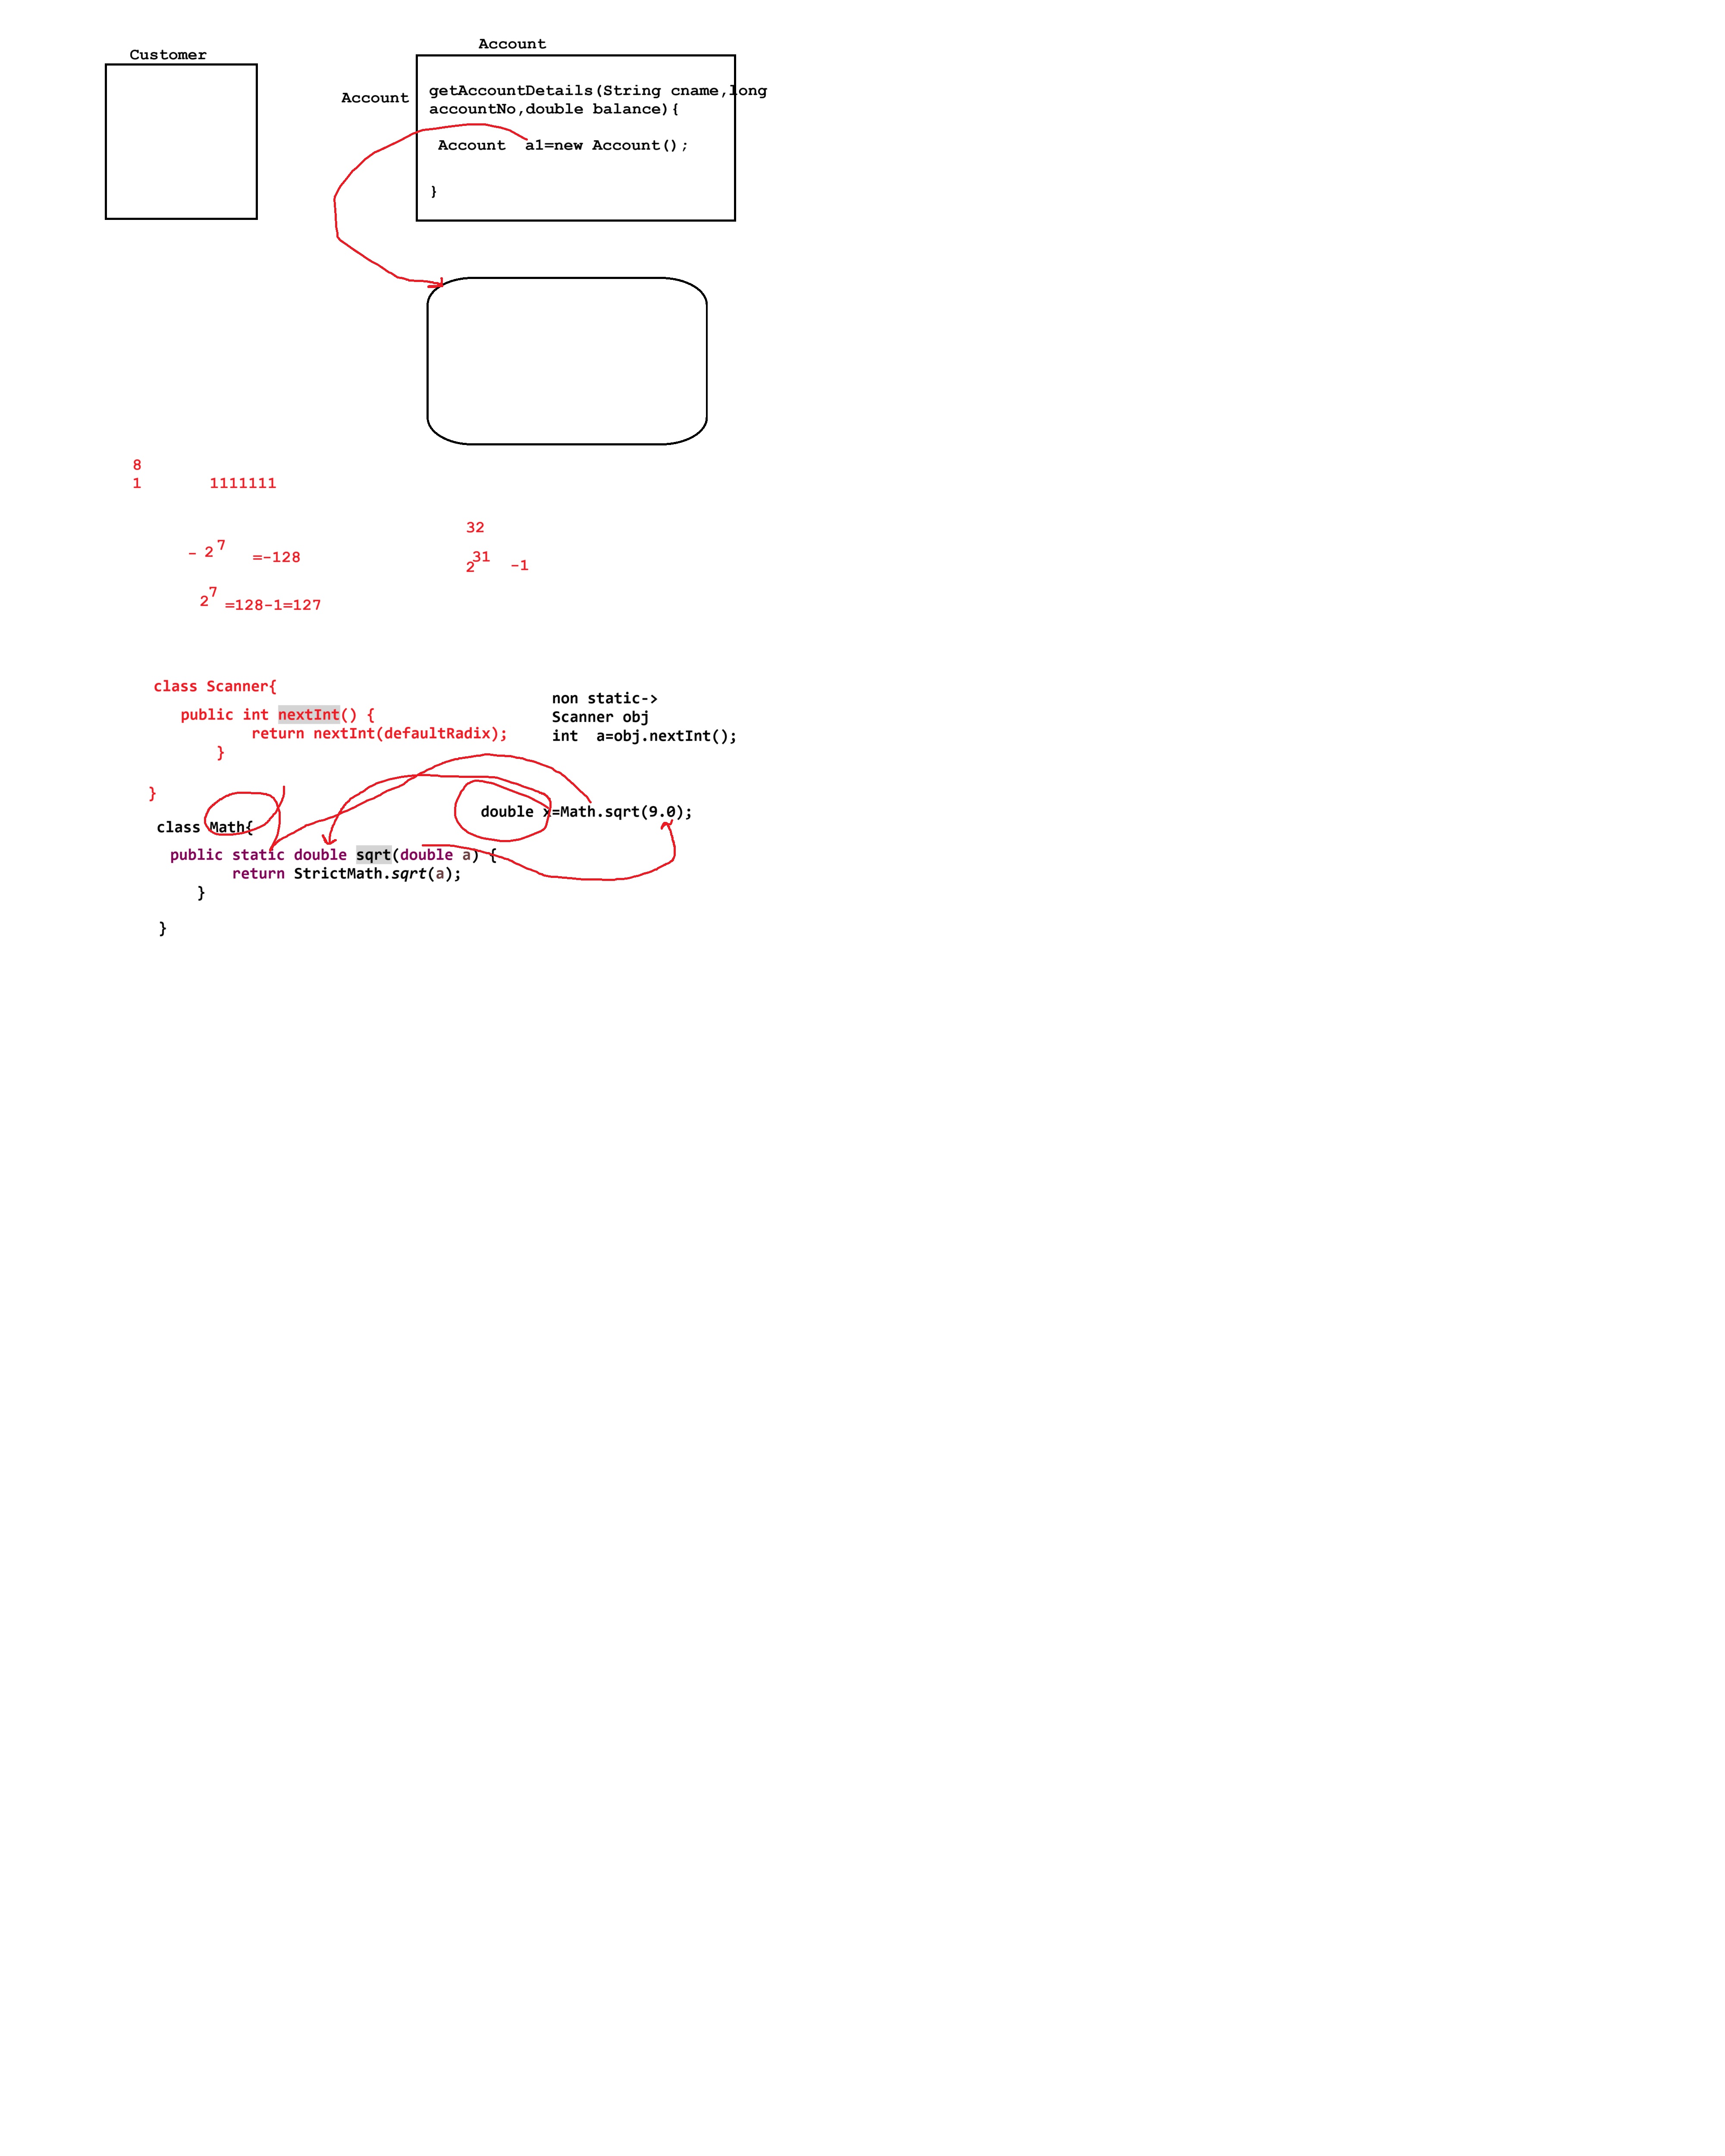 Customer
Account
Account
getAccountDetails(String cname,long
accountNo,double balance){
Account  a1=new Account();
}
8
1
1111111
- 2^7   =-128
2^7 =128-1=127
32
2^31  -1
class Scanner{
public int nextInt() {
return nextInt(defaultRadix);
}
}
non static->
Scanner obj
int  a=obj.nextInt();
double x=Math.sqrt(9.0);
class Math{
public static double sqrt(double a) {
return StrictMath.sqrt(a);
}
}